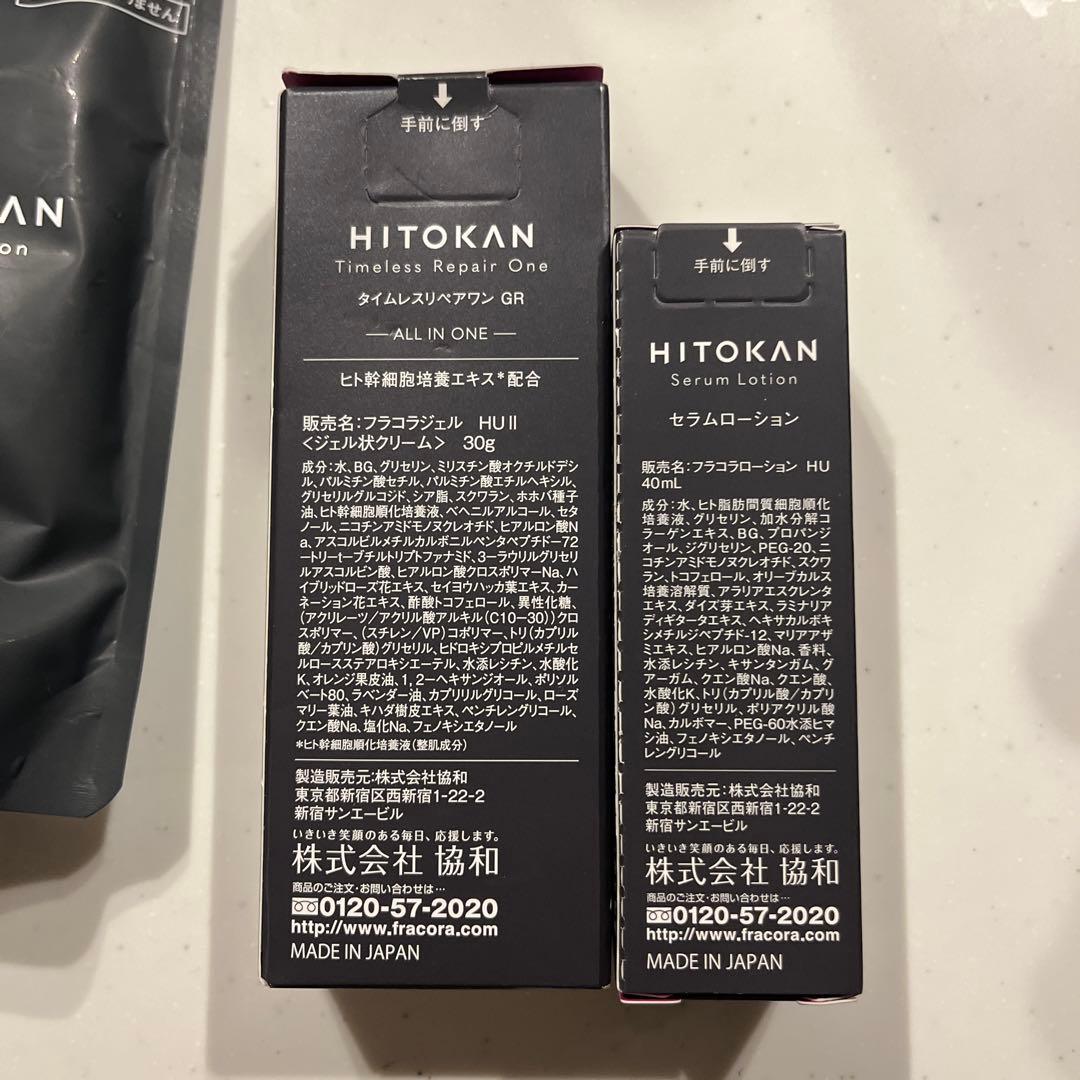 ません
KAN
on
手前に倒す
HITOKAN
Timeless Repair One
タイムレスリペアワン GR
ALL IN ONE
ヒト幹細胞培養エキス*配合
販売名:フラコラジェル HUⅡ
<ジェル状クリーム> 30g
成分:水、BG、グリセリン、ミリスチン酸オクチルドデシ
ル、パルミチン酸セチル、パルミチン酸エチルヘキシル、
グリセリルグルコシド、シア脂、スクワラン、ホホバ種子
油、ヒト幹細胞順化培養液、ベヘニルアルコール、セタ
ノール、ニコチンアミドモノヌクレオチド、ヒアルロン酸N
a、アスコルビルメチルカルボニルペンタペプチド-72
ートリーtーブチルトリプトファナミド、3ーラウリルグリセリ
ルアスコルビン酸、ヒアルロン酸クロスポリマーNa、ハ
イブリッドローズ花エキス、セイヨウハッカ葉エキス、カー
ネーション花エキス、酢酸トコフェロール、異性化糖、
(アクリレーツ/アクリル酸アルキル(C10-30))クロ
スポリマー、(スチレン/VP)コポリマー、トリ(カプリル
酸/カプリン酸)グリセリル、ヒドロキシプロピルメチルセ
ルロースステアロキシエーテル、水添レシチン、水酸化
K、オレンジ果皮油、1,2ーヘキサンジオール、ポリソル
ベート80、ラベンダー油、カプリリルグリコール、ローズ
マリー葉油、キハダ樹皮エキス、ペンチレングリコール、
クエン酸Na、塩化Na、フェノキシエタノール
*ヒト幹細胞順化培養液(整肌成分)
製造販売元:株式会社協和
東京都新宿区西新宿1-22-2
新宿サンエービル
いきいき笑顔のある毎日、応援します。
株式会社 協和
商品のご注文・お問い合わせは…
0120-57-2020
http://www.fracora.com
MADE IN JAPAN
手前に倒す
HITOKAN
Serum Lotion
セラムローション
販売名:フラコラローション HU
40mL
成分:水、ヒト脂肪間質細胞順化
培養液、グリセリン、加水分解コ
ラーゲンエキス、BG、プロパンジ
オール、ジグリセリン、PEG-20、ニ
コチンアミドモノヌクレオチド、スクワ
ラン、トコフェロール、オリーブカルス
培養溶解質、アラリアエスクレンタ
エキス、ダイズ芽エキス、ラミナリア
ディギタータエキス、ヘキサカルボキ
シメチルジペプチド-12、マリアアザ
ミエキス、ヒアルロン酸Na、香料、
水添レシチン、キサンタンガム、グ
アーガム、クエン酸Na、クエン酸、
水酸化K、トリ(カプリル酸/カプリ
ン酸)グリセリル、ポリアクリル酸
Na、カルボマー、PEG-60水添ヒマ
シ油、フェノキシエタノール、ペンチ
レングリコール
製造販売元:株式会社協和
東京都新宿区西新宿1-22-2
新宿サンエービル
いきいき笑顔のある毎日、応援します。
株式会社 協和
商品のご注文・お問い合わせは…
0120-57-2020
http://www.fracora.com
MADE IN JAPAN